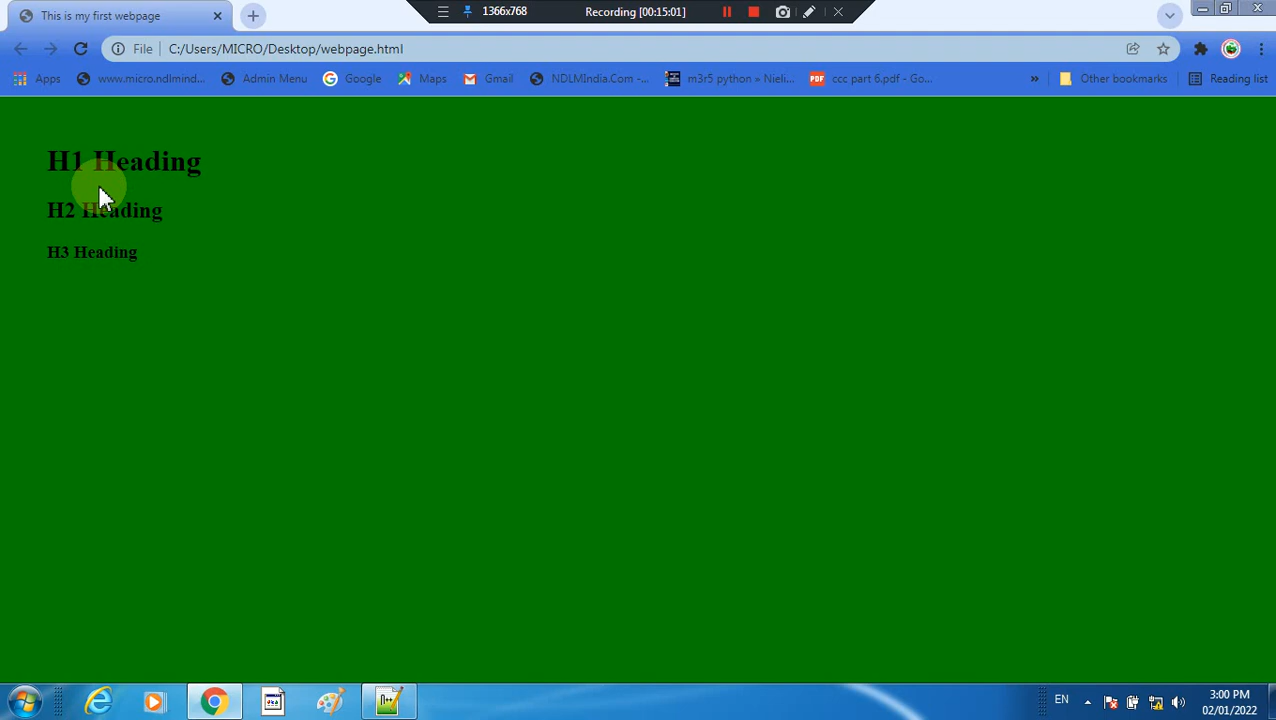 This is my first webpage
1366x768
Recording [00:15:01]
File
C:/Users/MICRO/Desktop/webpage.html
Apps
www.micro.ndlmind...
Admin Menu
Google
Maps
Gmail
NDLMIndia.Com -...
m3r5 python » Nieli...
PDF
ccc part 6.pdf - Go...
»
Other bookmarks
Reading list
H1 Heading
H2 Heading
H3 Heading
EN
3:00 PM
02/01/2022